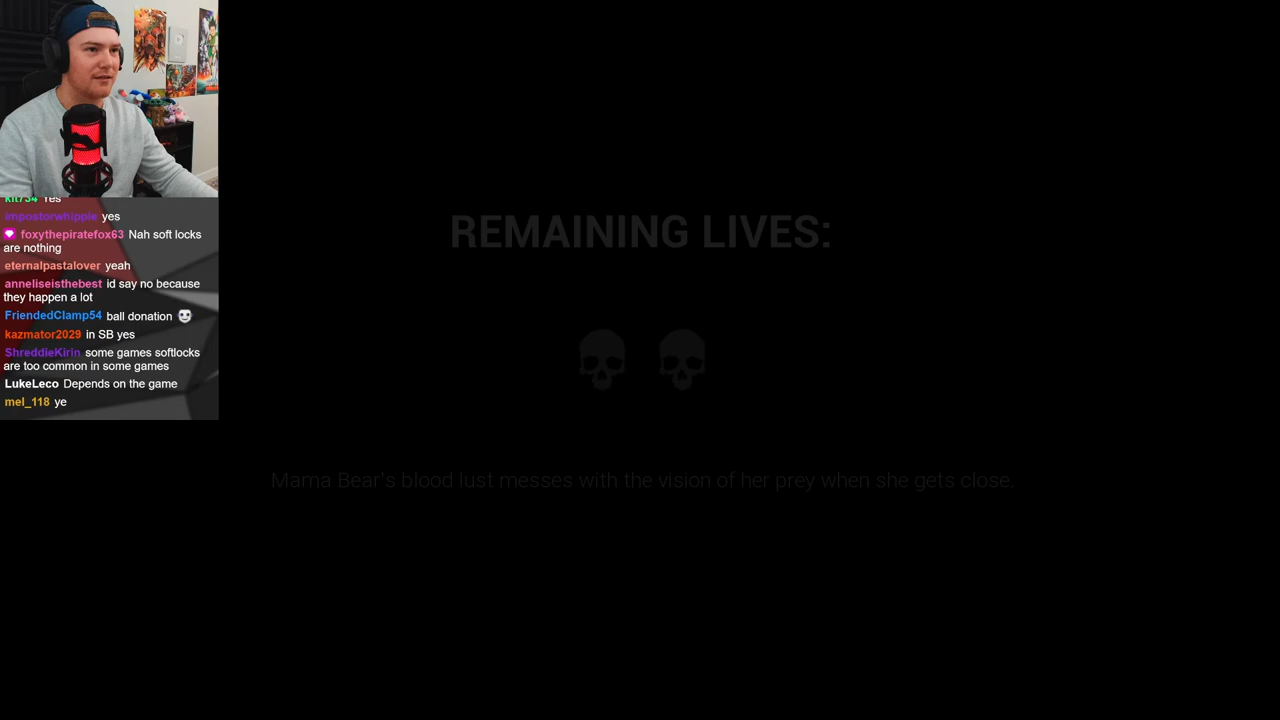 kit734 Yes
impostorwhipple yes
foxythepiratefox63 Nah soft locks
are nothing
eternalpastalover yeah
anneliseisthebest id say no because
they happen a lot
FriendedClamp54 ball donation
kazmator2029 in SB yes
ShreddieKirin some games softlocks
are too common in some games
LukeLeco Depends on the game
mel_118 ye
REMAINING LIVES:
Mama Bear's blood lust messes with the vision of her prey when she gets close.